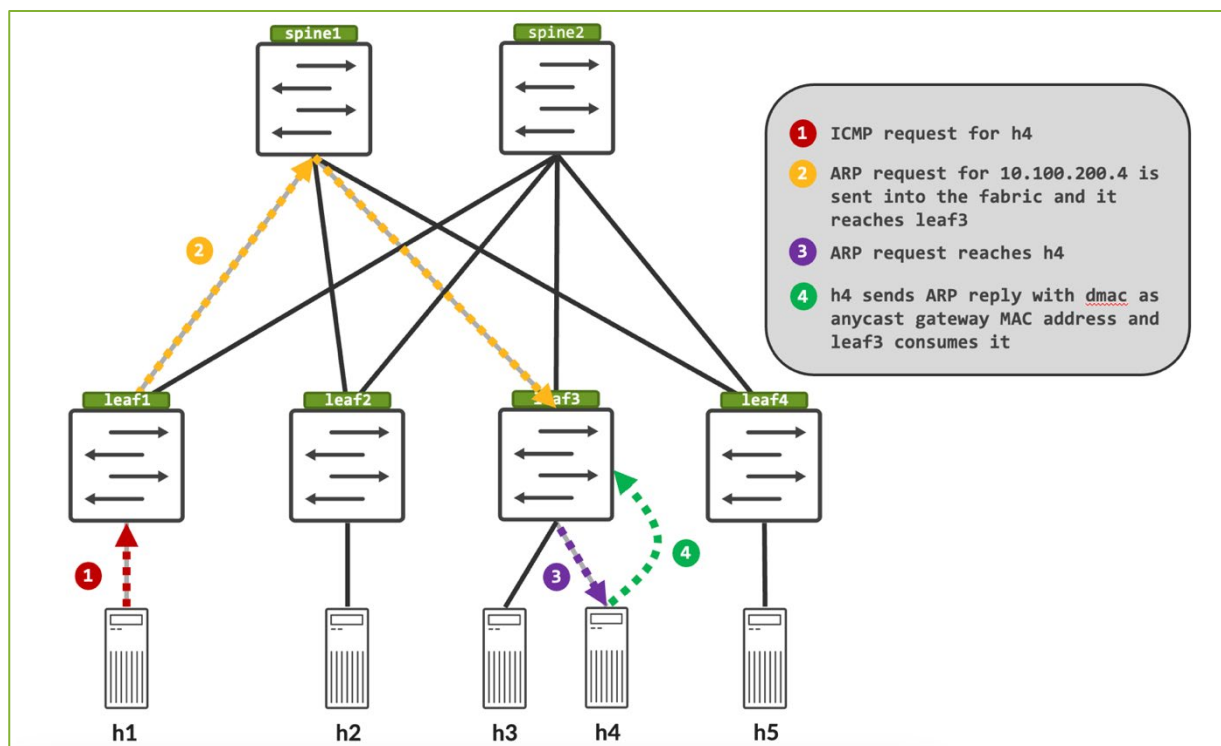 spine1
spine2
1 ICMP request for h4
2 ARP request for 10.100.200.4 is
sent into the fabric and it
reaches leaf3
3 ARP request reaches h4
4 h4 sends ARP reply with dmac as
anycast gateway MAC address and
leaf3 consumes it
2
leaf1
leaf2
leaf3
leaf4
1
3
4
h1
h2
h3
h4
h5